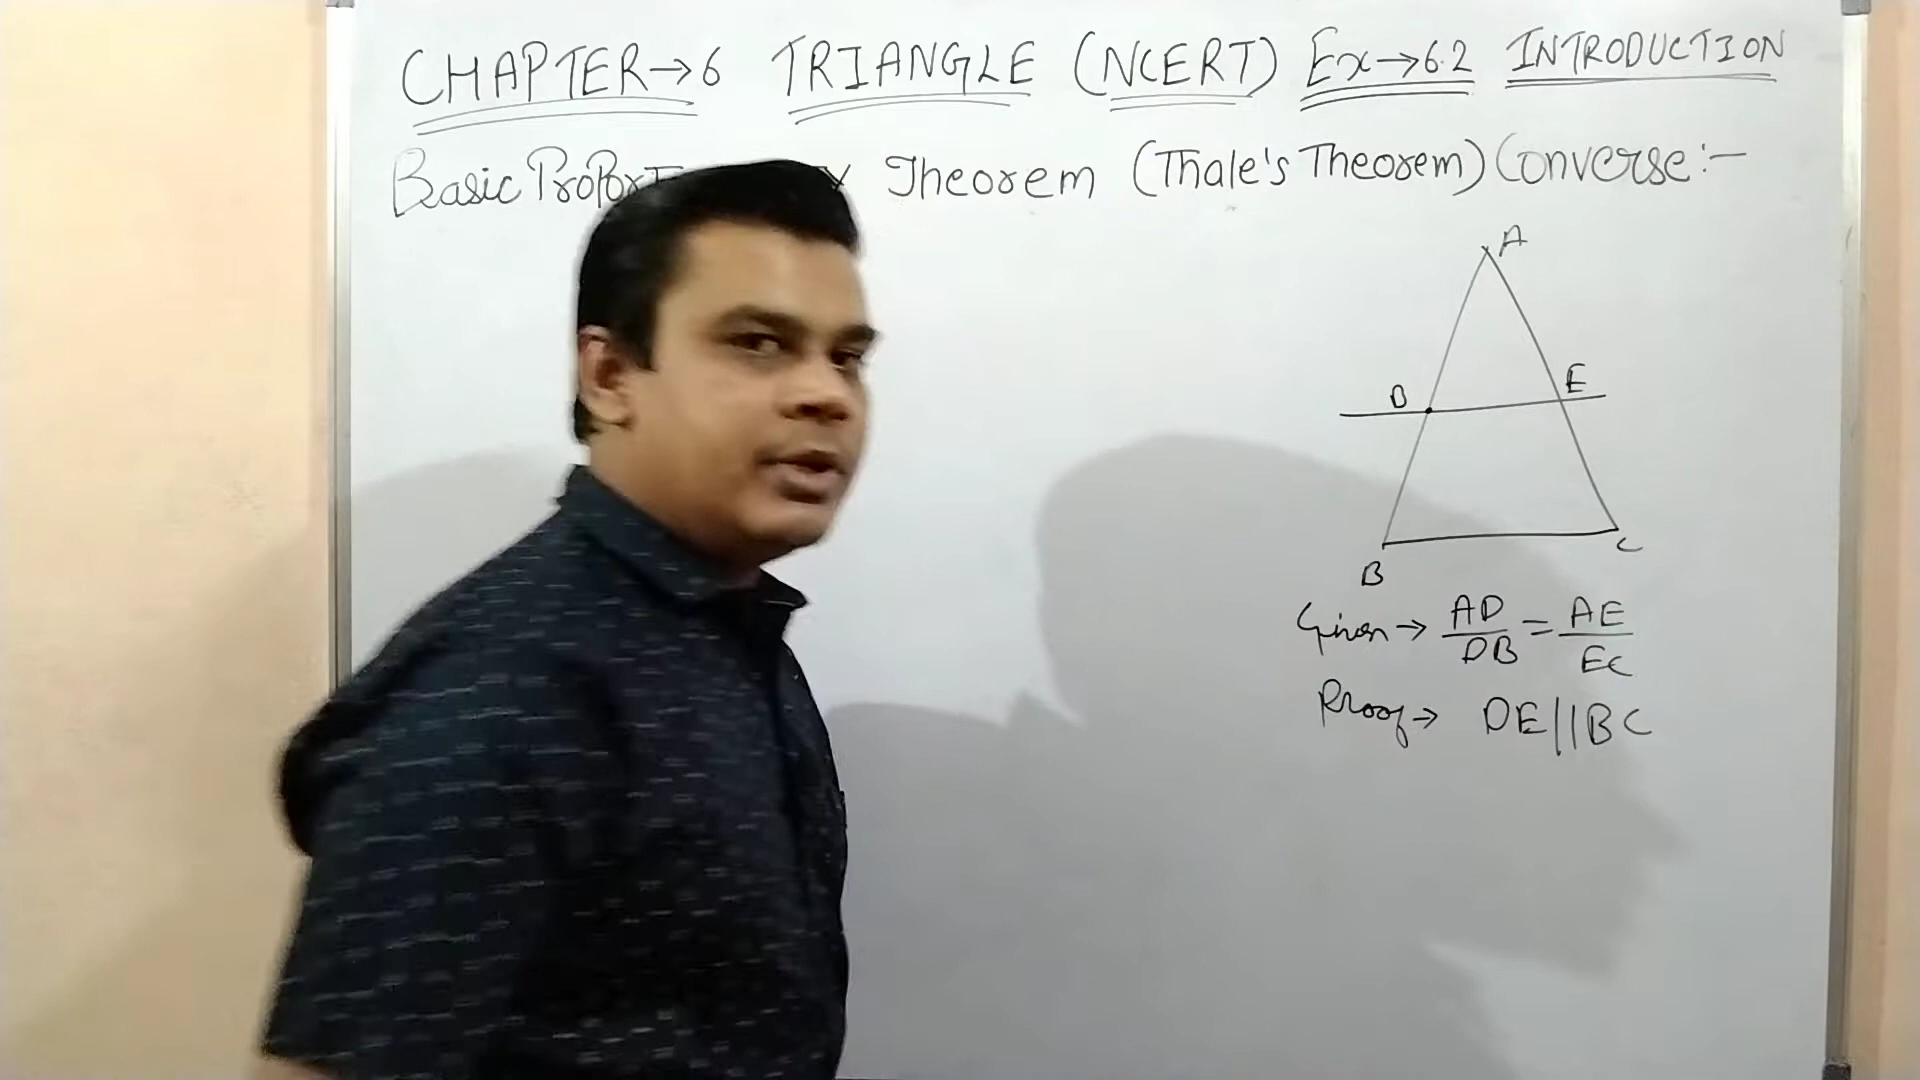 CHAPTER→6 TRIANGLE (NCERT) Ex→6.2 INTRODUCTION
Basic Theorem (Thale's Theorem) Converse:-
A
D E
B C
Given → AD/DB = AE/EC
Proof → DE||BC